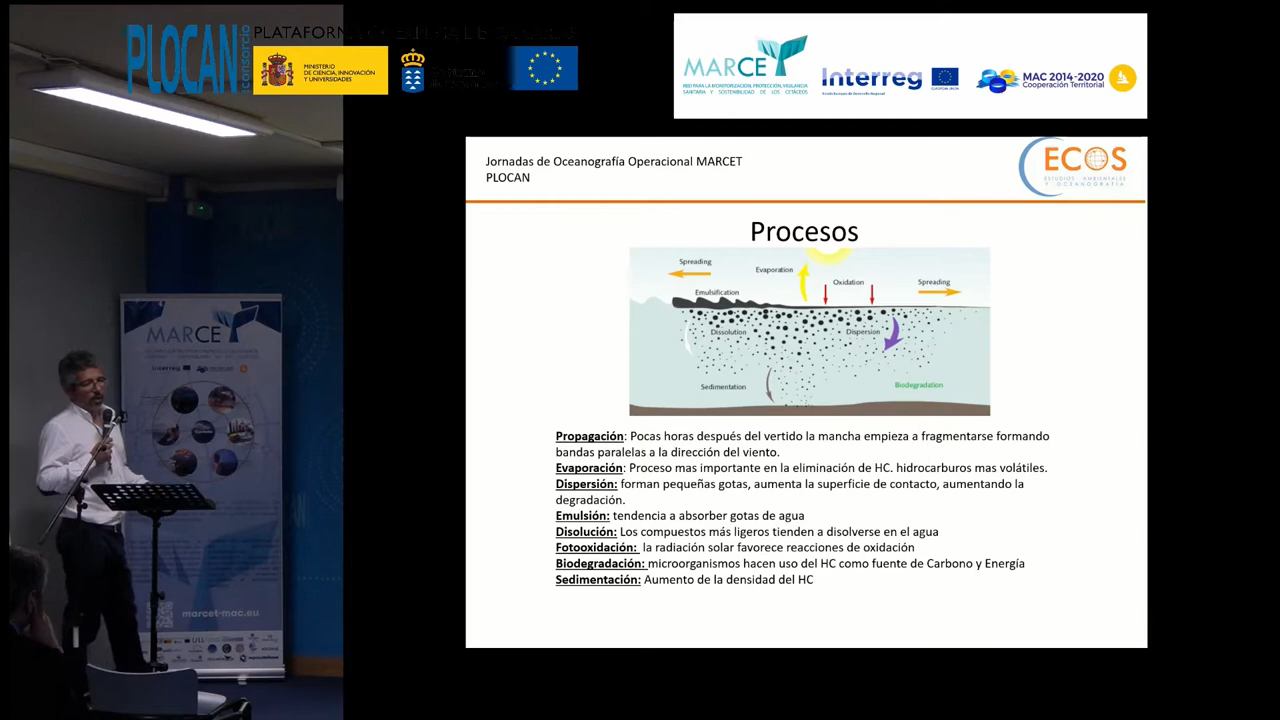 PLOCAN
consorcio
PLATAFORMA OCEÁNICA DE CANARIAS
MINISTERIO
DE CIENCIA, INNOVACIÓN
Y UNIVERSIDADES
MARCET
RED PARA LA MONITORIZACIÓN, PROTECCIÓN, VIGILANCIA
SANITARIA Y SOSTENIBILIDAD DE LOS CETÁCEOS
Interreg
MAC 2014-2020
Cooperación Territorial
Jornadas de Oceanografía Operacional MARCET
PLOCAN
ECOS
ESTUDIOS AMBIENTALES
Y OCEANOGRAFÍA
Procesos
Spreading
Evaporation
Oxidation
Spreading
Emulsification
Dissolution
Dispersion
Sedimentation
Biodegradation
Propagación: Pocas horas después del vertido la mancha empieza a fragmentarse formando
bandas paralelas a la dirección del viento.
Evaporación: Proceso mas importante en la eliminación de HC. hidrocarburos mas volátiles.
Dispersión: forman pequeñas gotas, aumenta la superficie de contacto, aumentando la
degradación.
Emulsión: tendencia a absorber gotas de agua
Disolución: Los compuestos más ligeros tienden a disolverse en el agua
Fotooxidación: la radiación solar favorece reacciones de oxidación
Biodegradación: microorganismos hacen uso del HC como fuente de Carbono y Energía
Sedimentación: Aumento de la densidad del HC
MARCET
Interreg
marcet-mac.eu